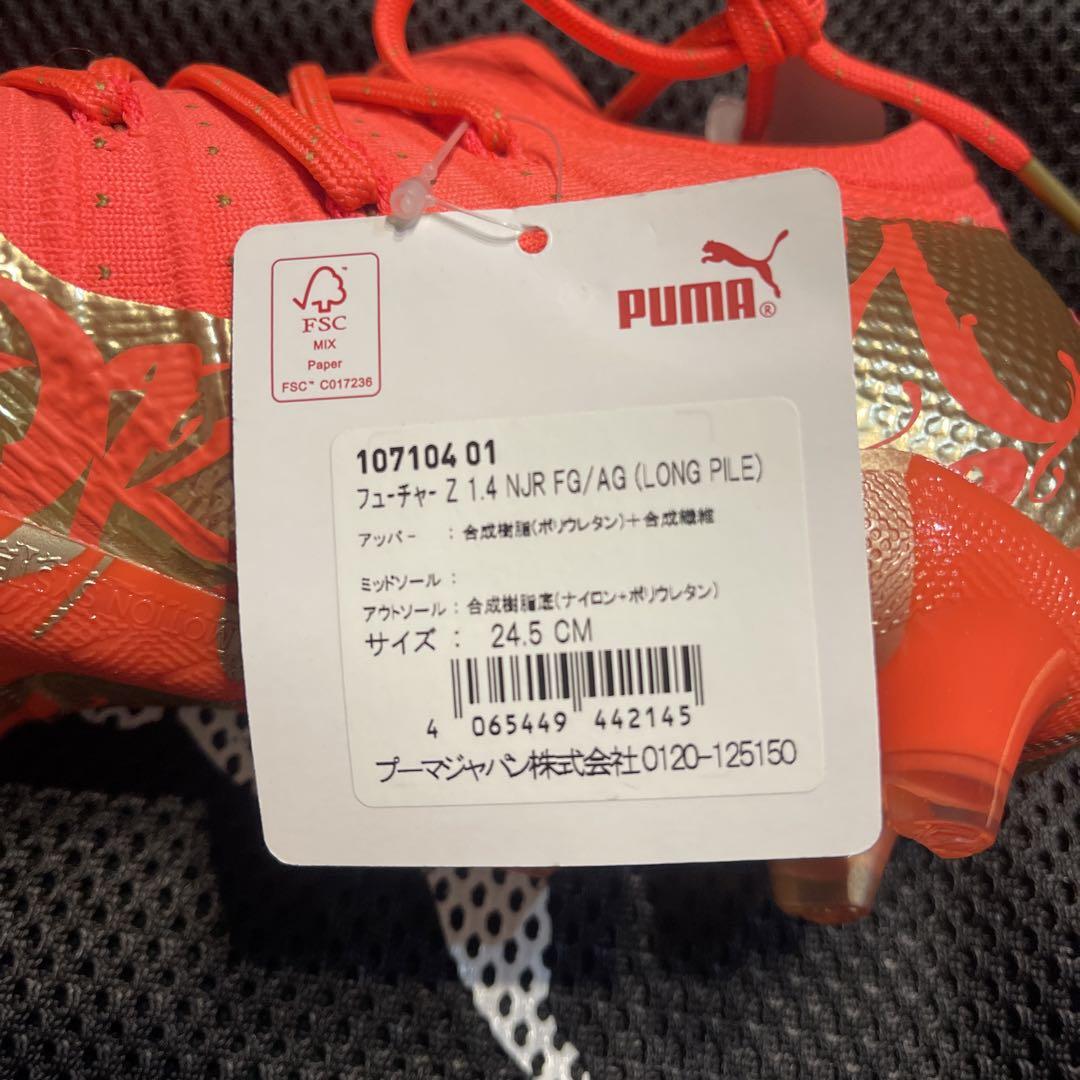 FSC
MIX
Paper
FSC™ C017236
PUMA®
107104 01
フューチャー Z 1.4 NJR FG/AG (LONG PILE)
アッパー : 合成樹脂(ポリウレタン)+合成繊維
ミッドソール :
アウトソール : 合成樹脂底(ナイロン+ポリウレタン)
サイズ : 24.5 CM
4 065449 442145
プーマジャパン株式会社0120-125150